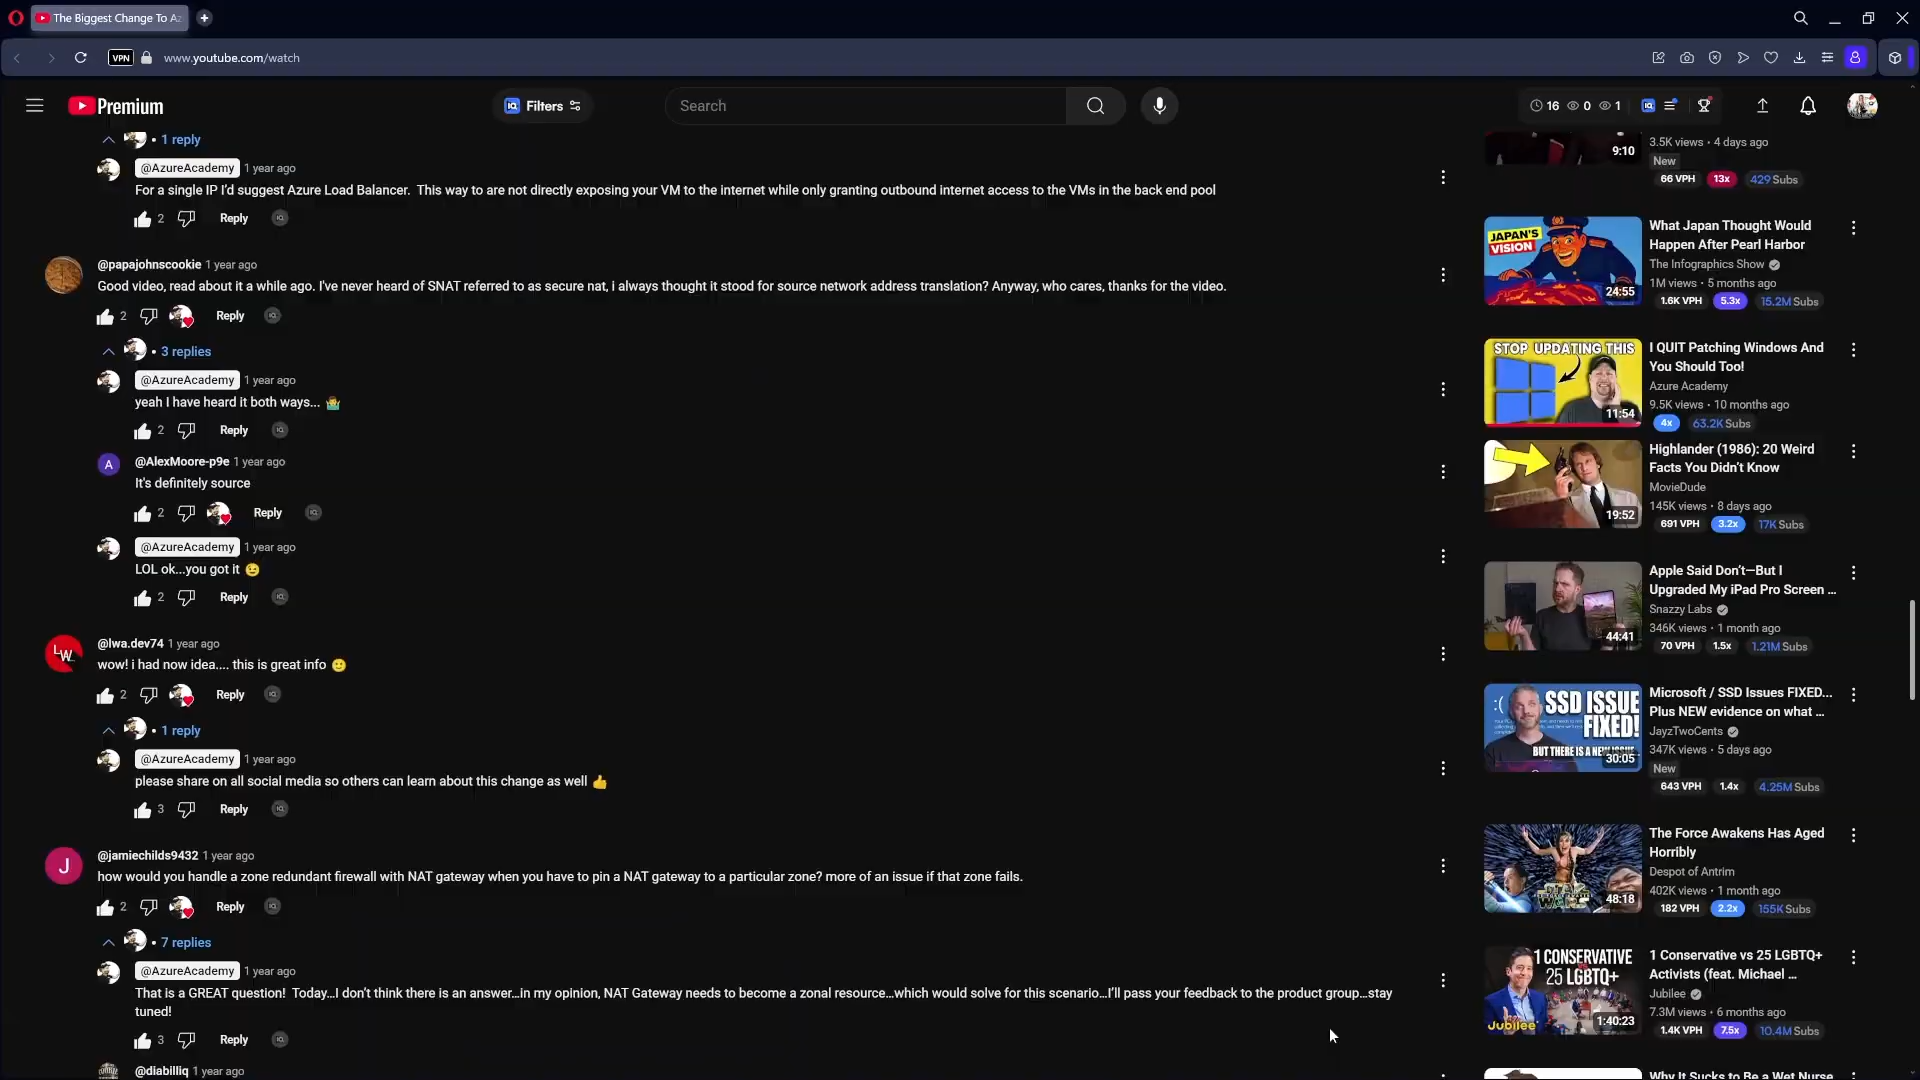 The Biggest Change To Az
VPN
www.youtube.com/watch
Premium
Filters
Search
16
0
1
1 reply
@AzureAcademy 1 year ago
For a single IP I'd suggest Azure Load Balancer.  This way to are not directly exposing your VM to the internet while only granting outbound internet access to the VMs in the back end pool
2
Reply
@papajohnscookie 1 year ago
Good video, read about it a while ago. I've never heard of SNAT referred to as secure nat, i always thought it stood for source network address translation? Anyway, who cares, thanks for the video.
2
Reply
• 3 replies
@AzureAcademy 1 year ago
yeah I have heard it both ways... 🤷‍♂️
2
Reply
A
@AlexMoore-p9e 1 year ago
It's definitely source
2
Reply
@AzureAcademy 1 year ago
LOL ok...you got it 😉
2
Reply
LW
@lwa.dev74 1 year ago
wow! i had now idea.... this is great info 🙂
2
Reply
• 1 reply
@AzureAcademy 1 year ago
please share on all social media so others can learn about this change as well 👍
3
Reply
J
@jamiechilds9432 1 year ago
how would you handle a zone redundant firewall with NAT gateway when you have to pin a NAT gateway to a particular zone? more of an issue if that zone fails.
2
Reply
• 7 replies
@AzureAcademy 1 year ago
That is a GREAT question!  Today...I don't think there is an answer...in my opinion, NAT Gateway needs to become a zonal resource...which would solve for this scenario...I'll pass your feedback to the product group...stay
tuned!
3
Reply
@diabilliq 1 year ago
9:10
3.5K views • 4 days ago
New
66 VPH 13x 429 Subs
JAPAN'S
VISION
24:55
What Japan Thought Would
Happen After Pearl Harbor
The Infographics Show
1M views • 5 months ago
1.6K VPH 5.3x 15.2M Subs
STOP UPDATING THIS
11:54
I QUIT Patching Windows And
You Should Too!
Azure Academy
9.5K views • 10 months ago
4x 63.2K Subs
19:52
Highlander (1986): 20 Weird
Facts You Didn't Know
MovieDude
145K views • 8 days ago
691 VPH 3.2x 17K Subs
44:41
Apple Said Don't—But I
Upgraded My iPad Pro Screen ...
Snazzy Labs
346K views • 1 month ago
70 VPH 1.5x 1.21M Subs
:(
SSD ISSUE
FIXED!
BUT THERE IS A NEW ISSUE
30:05
Microsoft / SSD Issues FIXED...
Plus NEW evidence on what ...
JayzTwoCents
347K views • 5 days ago
New
643 VPH 1.4x 4.25M Subs
STAR
WARS
48:18
The Force Awakens Has Aged
Horribly
Despot of Antrim
402K views • 1 month ago
182 VPH 2.2x 155K Subs
1 CONSERVATIVE
25 LGBTQ+
Jubilee
1:40:23
1 Conservative vs 25 LGBTQ+
Activists (feat. Michael ...
Jubilee
7.3M views • 6 months ago
1.4K VPH 7.5x 10.4M Subs
Why It Sucks to Be a Wet Nurse